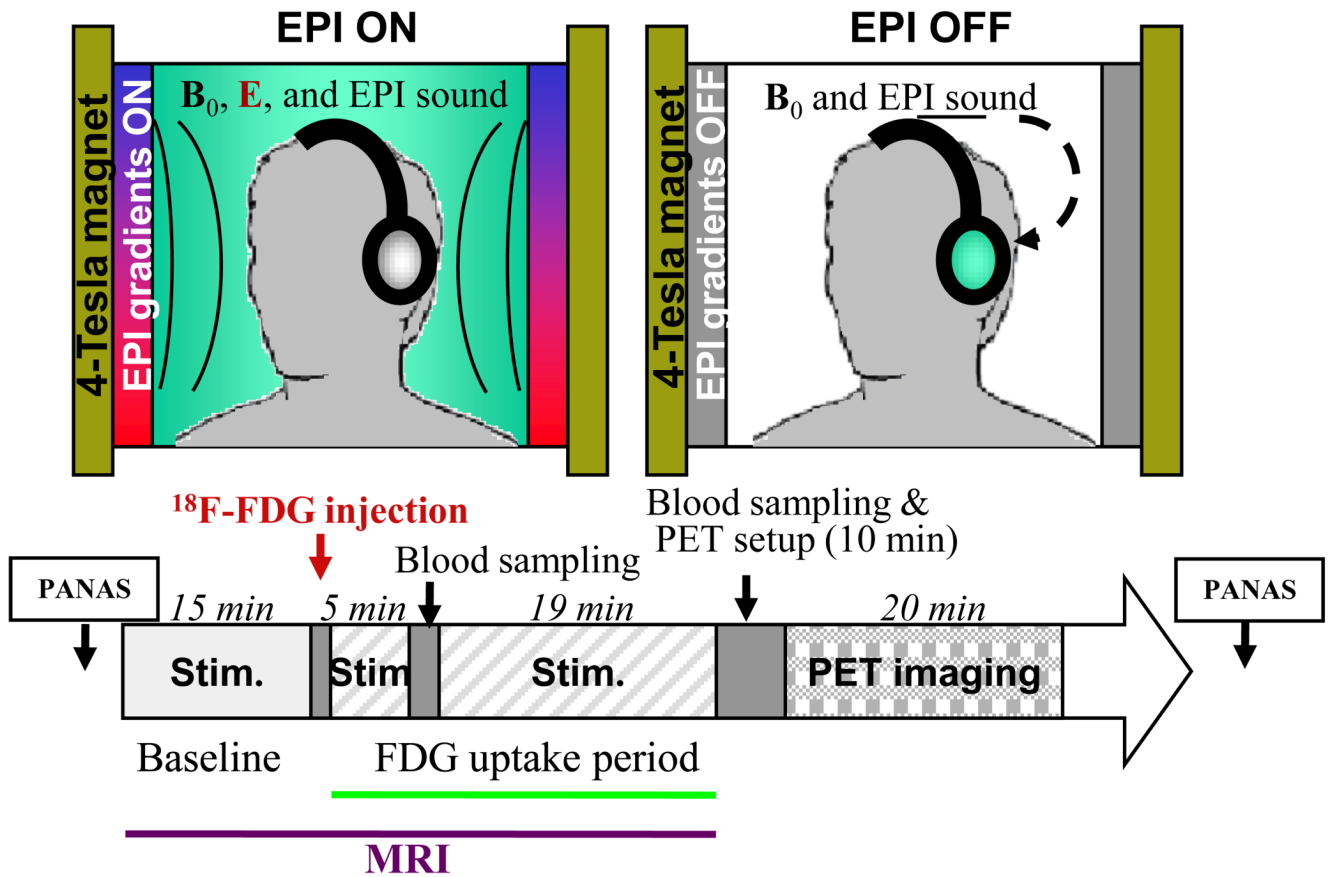 EPI ON
B₀, E, and EPI sound
4-Tesla magnet
EPI gradients ON
EPI OFF
B₀ and EPI sound
4-Tesla magnet
EPI gradients OFF
¹⁸F-FDG injection
Blood sampling
Blood sampling &
PET setup (10 min)
PANAS
PANAS
15 min
5 min
19 min
20 min
Stim.
Stim
Stim.
PET imaging
Baseline
FDG uptake period
MRI